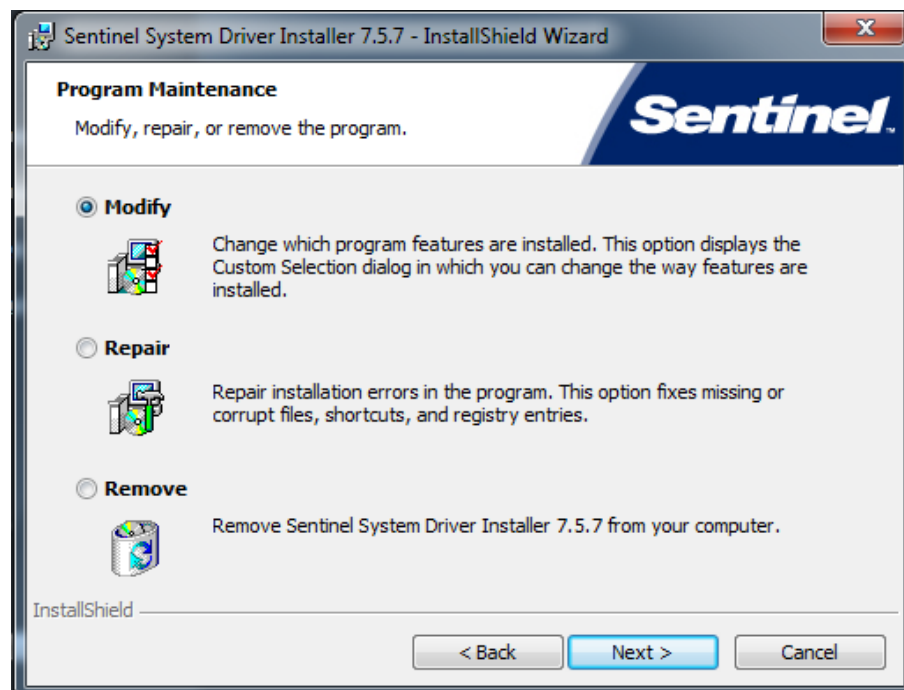 Sentinel System Driver Installer 7.5.7 - InstallShield Wizard
Program Maintenance
Modify, repair, or remove the program.
Sentinel™
Modify
Change which program features are installed. This option displays the
Custom Selection dialog in which you can change the way features are
installed.
Repair
Repair installation errors in the program. This option fixes missing or
corrupt files, shortcuts, and registry entries.
Remove
Remove Sentinel System Driver Installer 7.5.7 from your computer.
InstallShield
< Back
Next >
Cancel